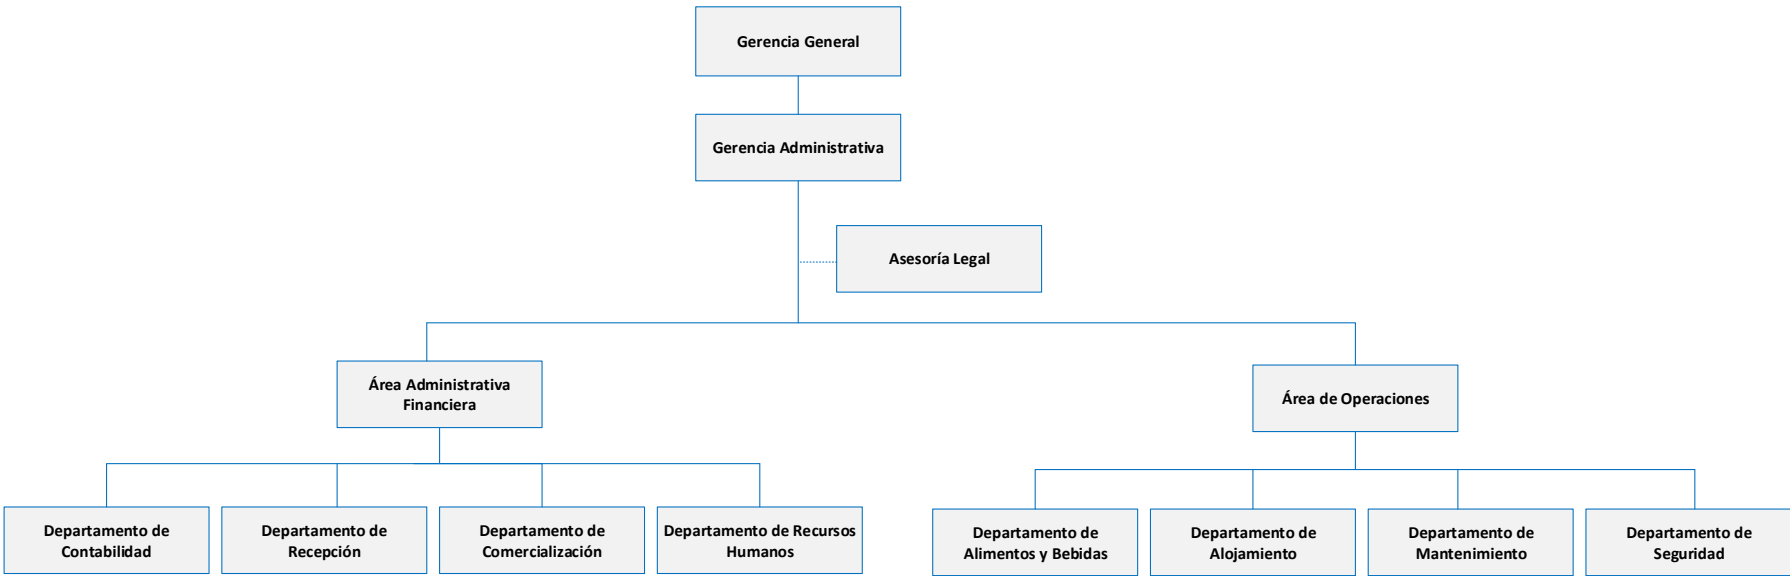 Gerencia General
Gerencia Administrativa
Asesoría Legal
Área Administrativa
Financiera
Área de Operaciones
Departamento de
Contabilidad
Departamento de
Recepción
Departamento de
Comercialización
Departamento de Recursos
Humanos
Departamento de
Alimentos y Bebidas
Departamento de
Alojamiento
Departamento de
Mantenimiento
Departamento de
Seguridad